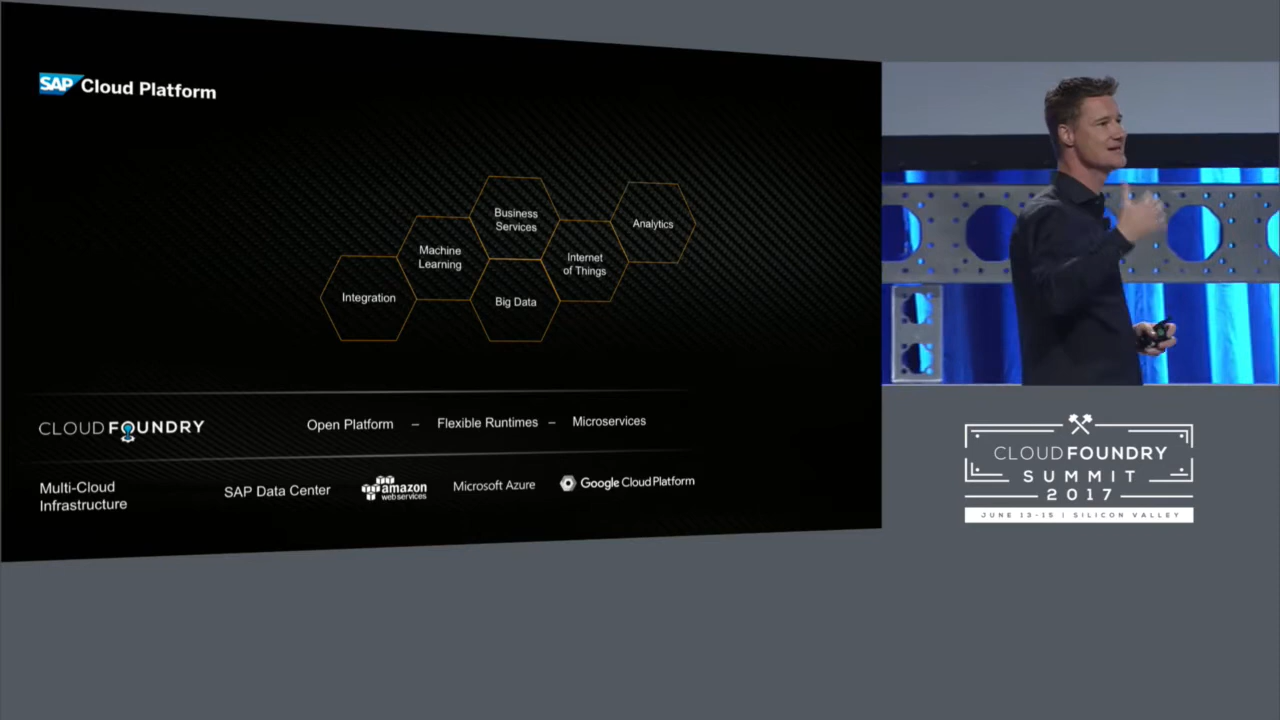 SAP Cloud Platform
Business
Services
Analytics
Machine
Learning
Internet
of Things
Integration
Big Data
CLOUD FOUNDRY
Open Platform – Flexible Runtimes – Microservices
Multi-Cloud
Infrastructure
SAP Data Center
amazon
web services
Microsoft Azure
Google Cloud Platform
CLOUD FOUNDRY
SUMMIT
2017
JUNE 13-15 | SILICON VALLEY